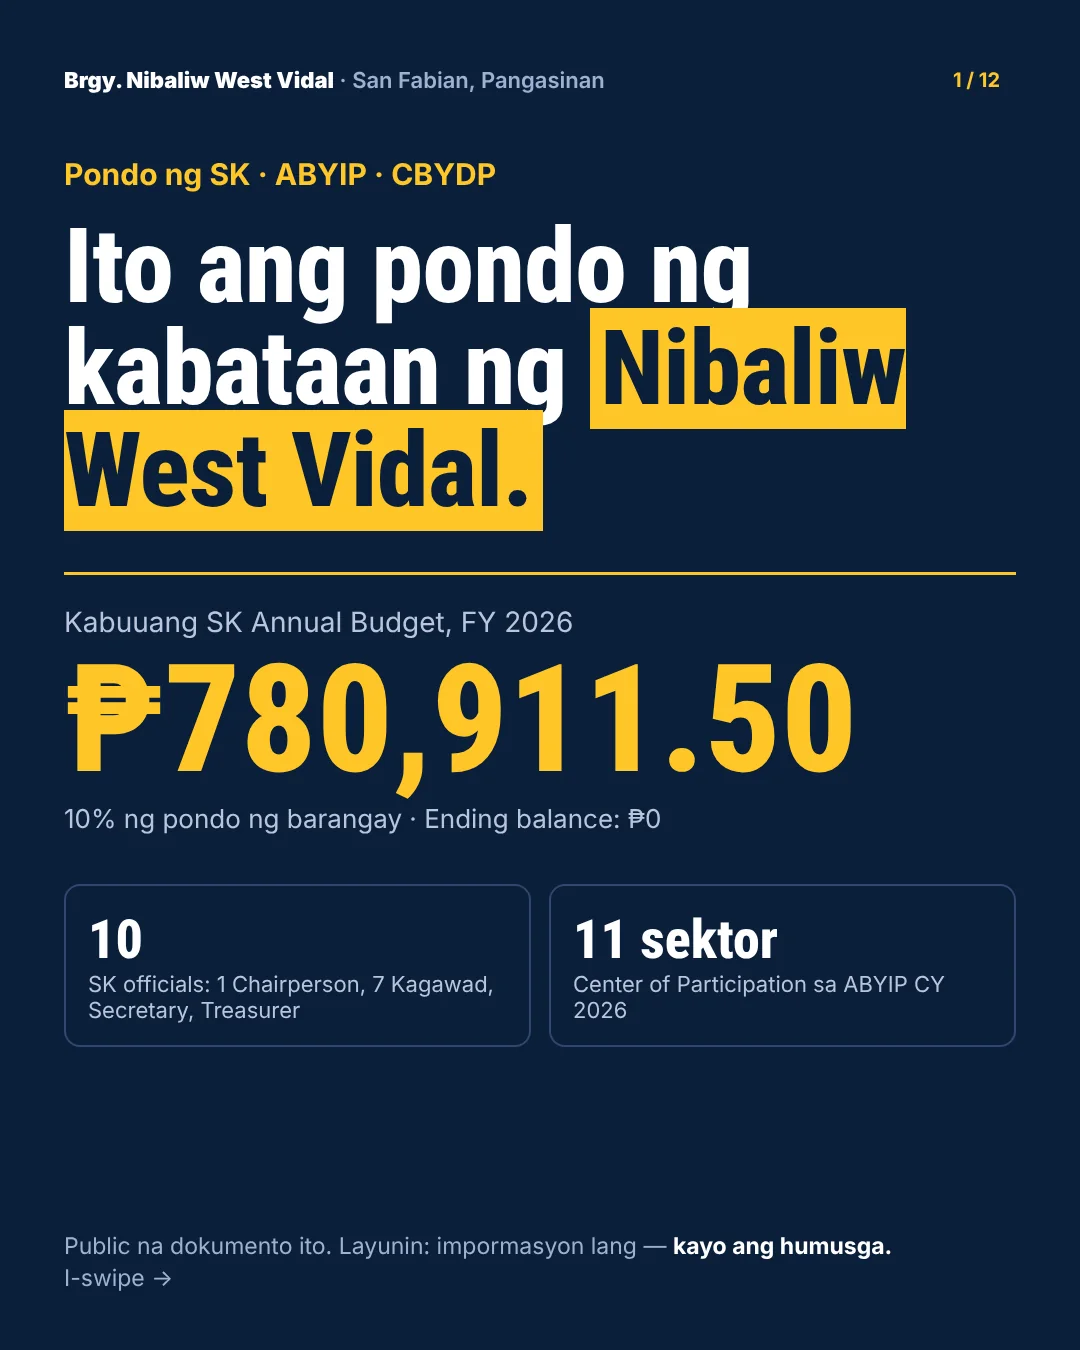 Brgy. Nibaliw West Vidal · San Fabian, Pangasinan
1 / 12
Pondo ng SK · ABYIP · CBYDP
Ito ang pondo ng
kabataan ng Nibaliw
West Vidal.
Kabuuang SK Annual Budget, FY 2026
₱780,911.50
10% ng pondo ng barangay · Ending balance: ₱0
10
SK officials: 1 Chairperson, 7 Kagawad,
Secretary, Treasurer
11 sektor
Center of Participation sa ABYIP CY
2026
Public na dokumento ito. Layunin: impormasyon lang — kayo ang humusga.
I-swipe →